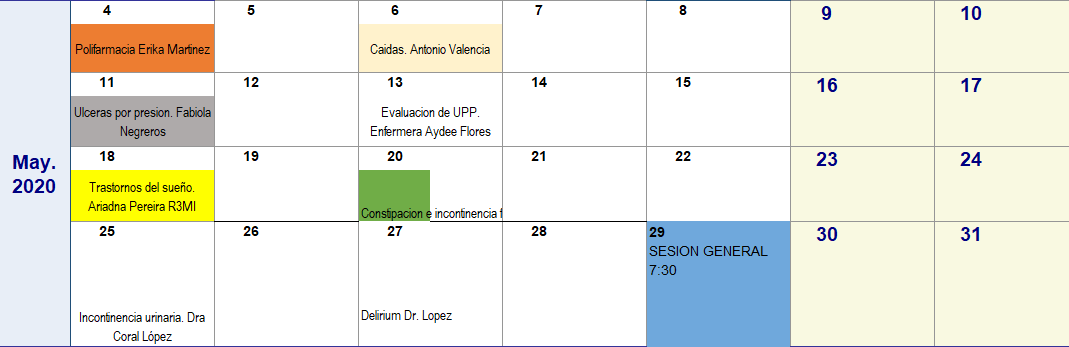 4 5 6 7 8 9 10
Polifarmacia Erika Martinez
Caidas. Antonio Valencia
May.
2020
11 12 13 14 15 16 17
Ulceras por presion. Fabiola
Negreros
Evaluacion de UPP.
Enfermera Aydee Flores
18 19 20 21 22 23 24
Trastornos del sueño.
Ariadna Pereira R3MI
Constipacion e incontinencia f
25 26 27 28 29 30 31
SESION GENERAL
7:30
Incontinencia urinaria. Dra
Coral López
Delirium Dr. Lopez